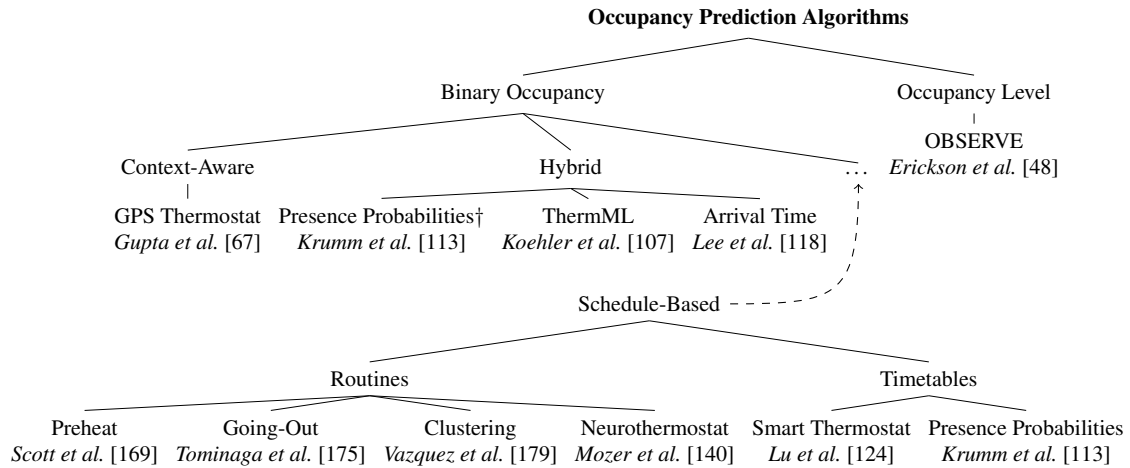 Occupancy Prediction Algorithms
Binary Occupancy
Occupancy Level
OBSERVE
Erickson et al. [48]
Context-Aware
Hybrid
...
GPS Thermostat
Gupta et al. [67]
Presence Probabilities†
Krumm et al. [113]
ThermML
Koehler et al. [107]
Arrival Time
Lee et al. [118]
Schedule-Based
Routines
Timetables
Preheat
Scott et al. [169]
Going-Out
Tominaga et al. [175]
Clustering
Vazquez et al. [179]
Neurothermostat
Mozer et al. [140]
Smart Thermostat
Lu et al. [124]
Presence Probabilities
Krumm et al. [113]